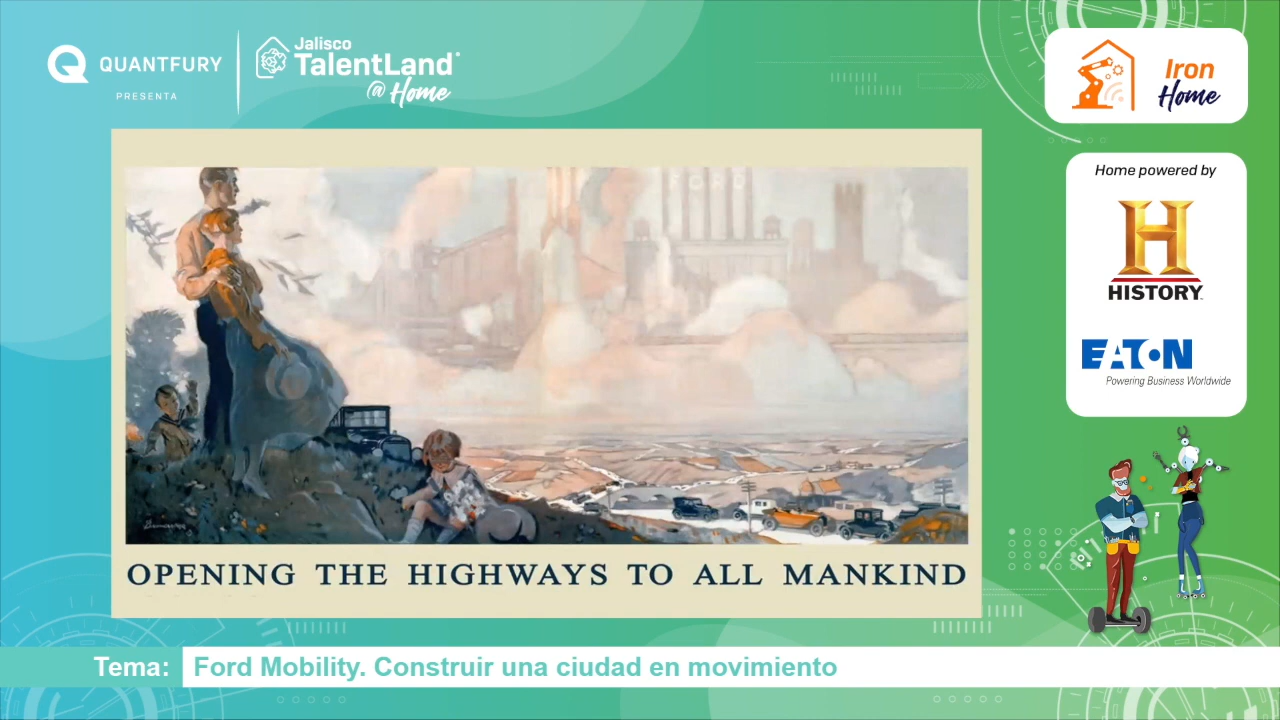 QUANTFURY
PRESENTA
Jalisco
TalentLand
@ Home
Iron
Home
Home powered by
H
HISTORY
EATON
Powering Business Worldwide
FORD
OPENING THE HIGHWAYS TO ALL MANKIND
Tema: Ford Mobility. Construir una ciudad en movimiento